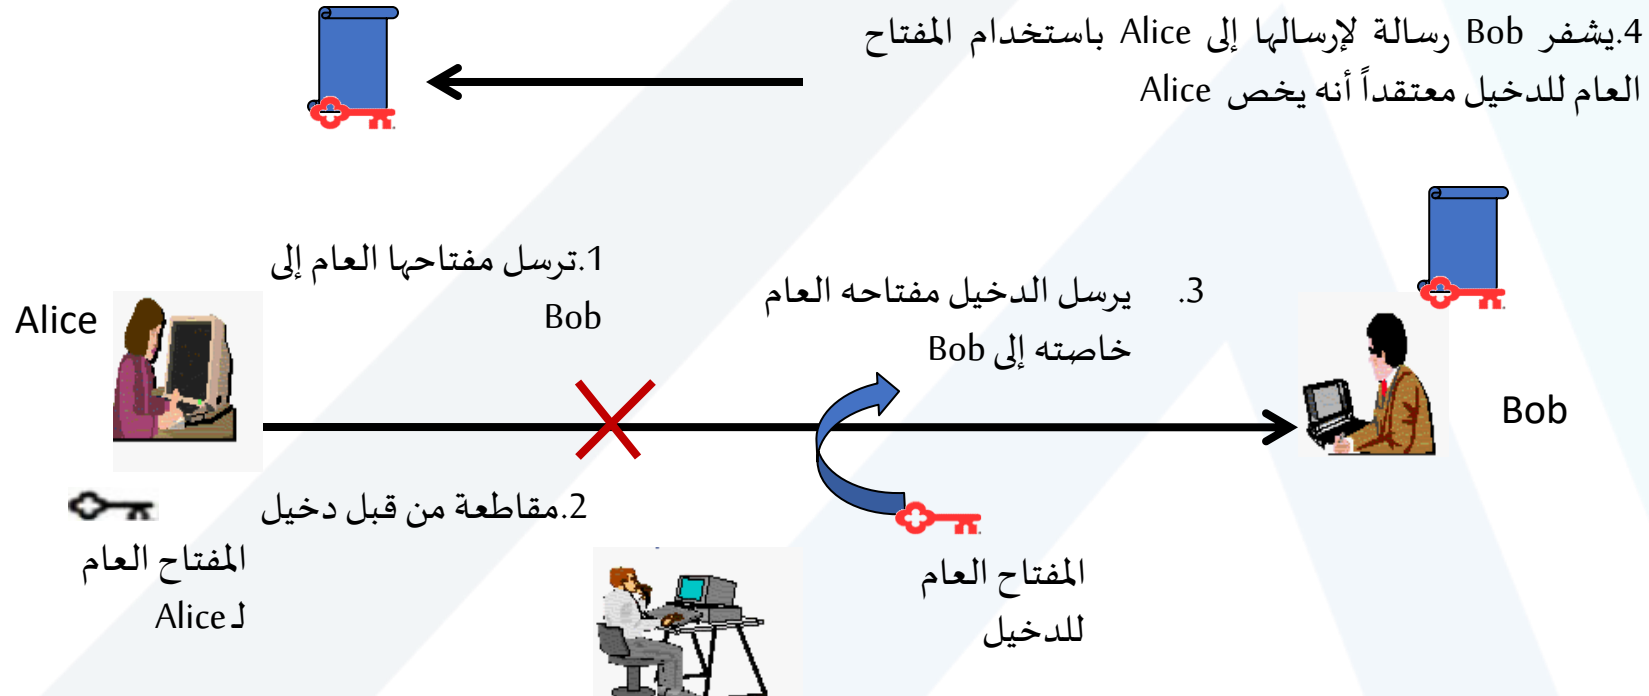 4.يشفر Bob رسالة لإرسالها إلى Alice باستخدام المفتاح
العام للدخيل معتقداً أنه يخص Alice
1.ترسل مفتاحها العام إلى
Bob
3. يرسل الدخيل مفتاحه العام
خاصته إلى Bob
Alice
Bob
2.مقاطعة من قبل دخيل
المفتاح العام
لـ Alice
المفتاح العام
للدخيل